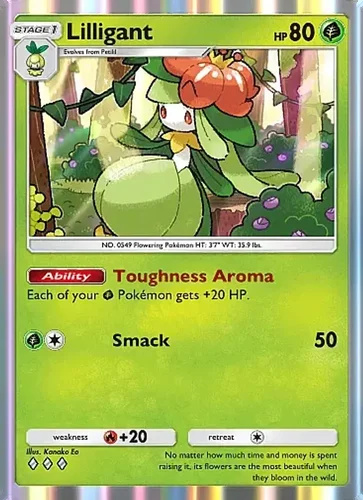 STAGE 1
Lilligant
HP 80
Evolves from Petilil
NO. 0549 Flowering Pokémon HT: 3'7" WT: 35.9 lbs.
Ability Toughness Aroma
Each of your Pokémon gets +20 HP.
Smack 50
weakness +20 retreat
Illus. Kanako Eo
No matter how much time and money is spent
raising it, its flowers are the most beautiful when
they bloom in the wild.